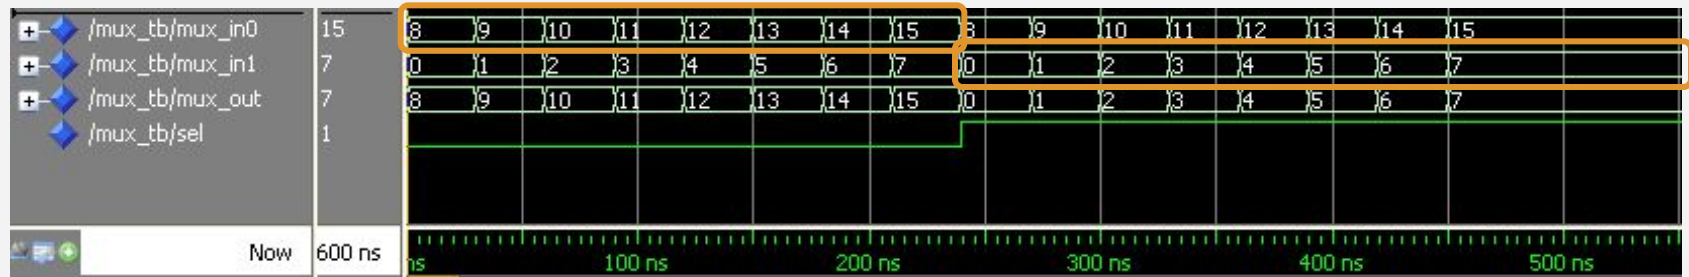 /mux_tb/mux_in0 15 8 9 10 11 12 13 14 15 8 9 10 11 12 13 14 15
/mux_tb/mux_in1 7 0 1 2 3 4 5 6 7 0 1 2 3 4 5 6 7
/mux_tb/mux_out 7 8 9 10 11 12 13 14 15 0 1 2 3 4 5 6 7
/mux_tb/sel 1
Now 600 ns
ns 100 ns 200 ns 300 ns 400 ns 500 ns